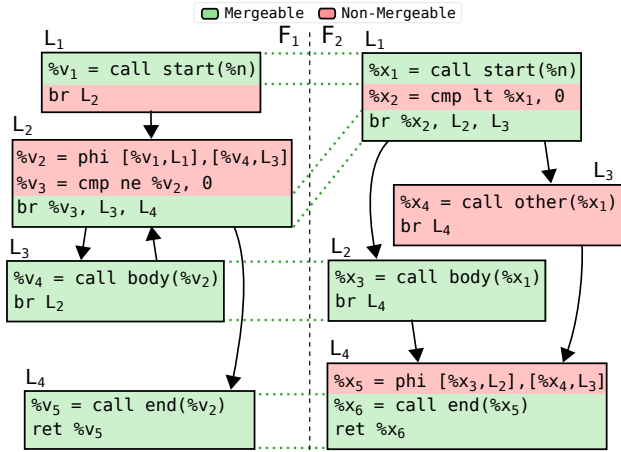 Mergeable Non-Mergeable
F1 F2
L1
%v1 = call start(%n)
br L2
L2
%v2 = phi [%v1,L1],[%v4,L3]
%v3 = cmp ne %v2, 0
br %v3, L3, L4
L3
%v4 = call body(%v2)
br L2
L4
%v5 = call end(%v2)
ret %v5
L1
%x1 = call start(%n)
%x2 = cmp lt %x1, 0
br %x2, L2, L3
L3
%x4 = call other(%x1)
br L4
L2
%x3 = call body(%x1)
br L4
L4
%x5 = phi [%x3,L2],[%x4,L3]
%x6 = call end(%x5)
ret %x6